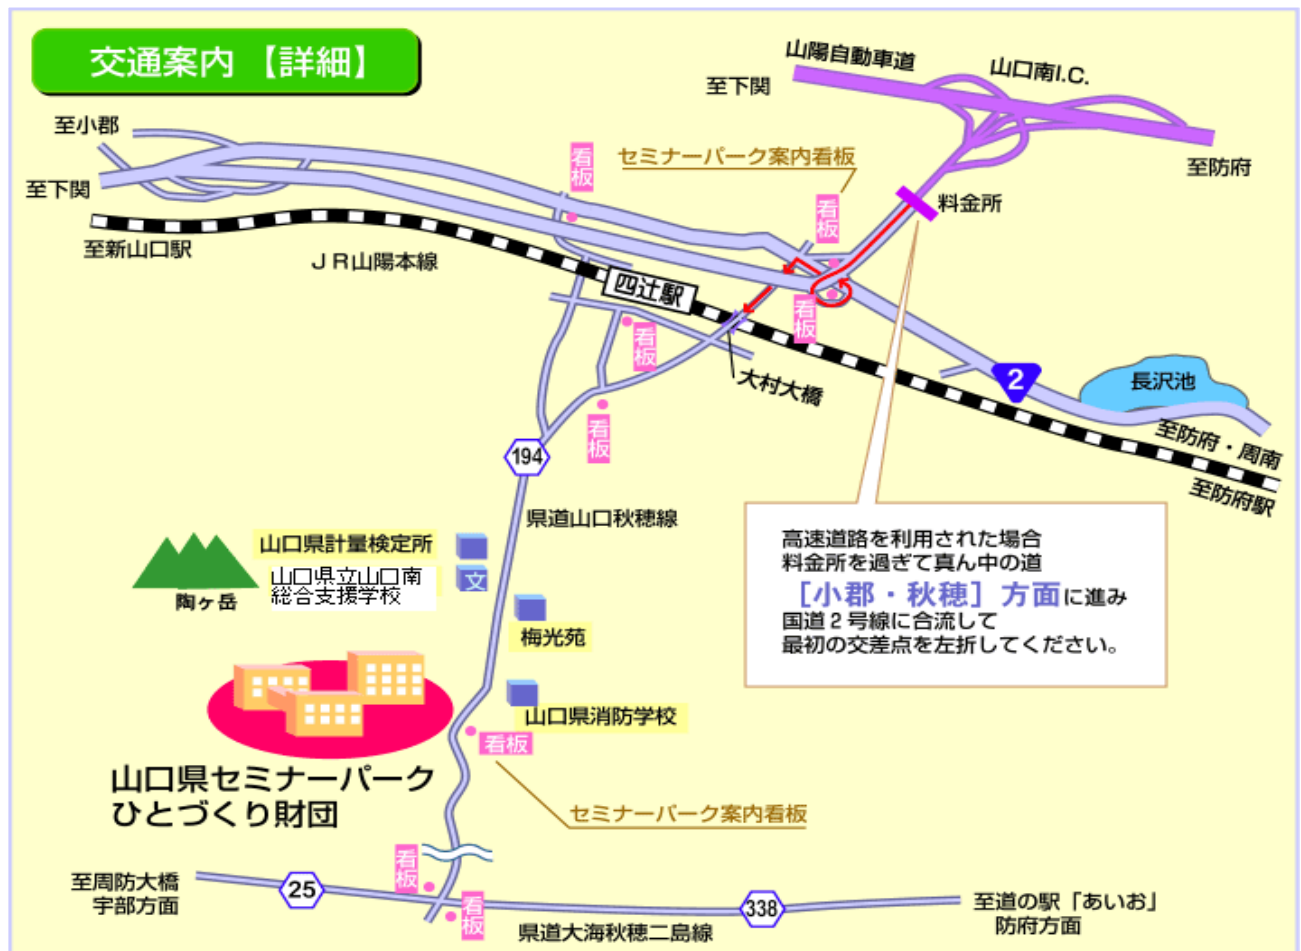 交通案内【詳細】
山陽自動車道
山口南I.C.
至下関
至小郡
至防府
至下関
看板
セミナーパーク案内看板
看板
料金所
至新山口駅
JR山陽本線
四辻駅
看板
看板
大村大橋
2
長沢池
看板
至防府・周南
至防府駅
194
県道山口秋穂線
山口県計量検定所
山口県立山口南
総合支援学校
文
陶ヶ岳
梅光苑
高速道路を利用された場合
料金所を過ぎて真ん中の道
［小郡・秋穂］方面に進み
国道2号線に合流して
最初の交差点を左折してください。
山口県消防学校
看板
山口県セミナーパーク
ひとづくり財団
セミナーパーク案内看板
看板
至周防大橋
宇部方面
25
看板
338
県道大海秋穂二島線
至道の駅「あいお」
防府方面